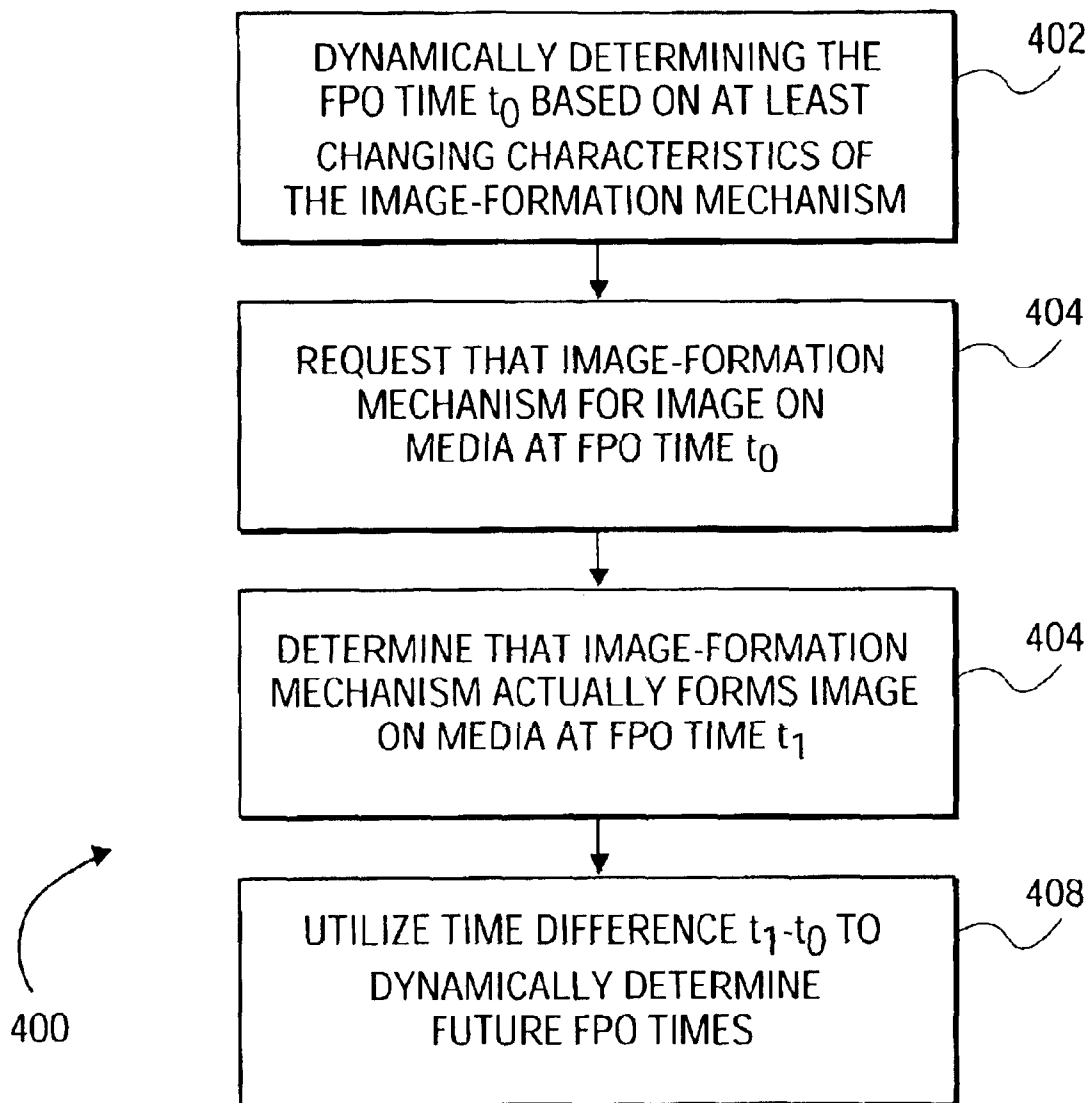 DYNAMICALLY DETERMINING THE
FPO TIME t0 BASED ON AT LEAST
CHANGING CHARACTERISTICS OF
THE IMAGE-FORMATION MECHANISM
402
REQUEST THAT IMAGE-FORMATION
MECHANISM FOR IMAGE ON
MEDIA AT FPO TIME t0
404
DETERMINE THAT IMAGE-FORMATION
MECHANISM ACTUALLY FORMS IMAGE
ON MEDIA AT FPO TIME t1
404
UTILIZE TIME DIFFERENCE t1-t0 TO
DYNAMICALLY DETERMINE
FUTURE FPO TIMES
408
400